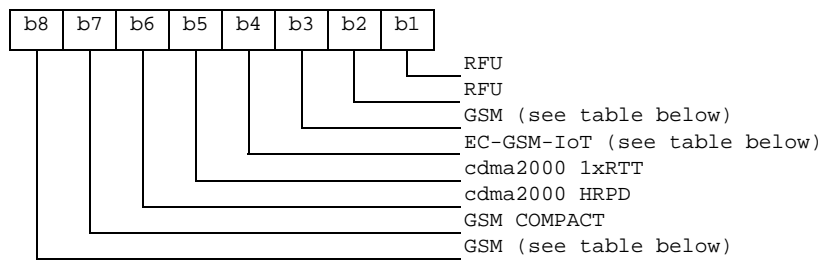 b8 b7 b6 b5 b4 b3 b2 b1
RFU
RFU
GSM (see table below)
EC-GSM-IoT (see table below)
cdma2000 1xRTT
cdma2000 HRPD
GSM COMPACT
GSM (see table below)